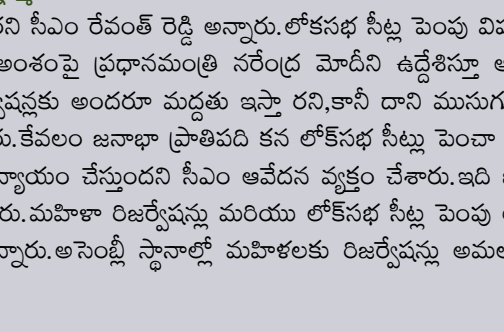 రని సీఎం రేవంత్ రెడ్డి అన్నారు.లోకసభ సీట్ల పెంపు విష
అంశంపై ప్రధానమంత్రి నరేంద్ర మోదీని ఉద్దేశిస్తూ
షన్లకు అందరూ మద్దతు ఇస్తా రని,కానీ దాని ముసుగు
రు.కేవలం జనాభా ప్రాతిపది కన లోక్‌సభ సీట్లు పెంచా
న్యాయం చేస్తుందని సీఎం ఆవేదన వ్యక్తం చేశారు.ఇది
రు.మహిళా రిజర్వేషన్లు మరియు లోక్‌సభ సీట్ల పెంపు
న్నారు.అసెంబ్లీ స్థానాల్లో మహిళలకు రిజర్వేషన్లు అమల